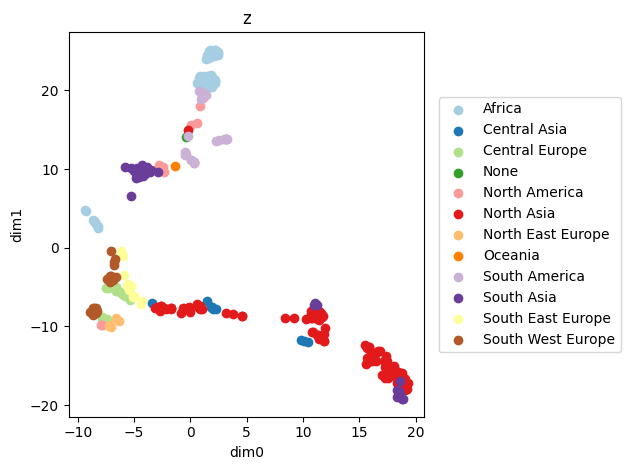 z
20
10
0
−10
−20
dim1
−10
−5
0
5
10
15
20
dim0
Africa
Central Asia
Central Europe
None
North America
North Asia
North East Europe
Oceania
South America
South Asia
South East Europe
South West Europe